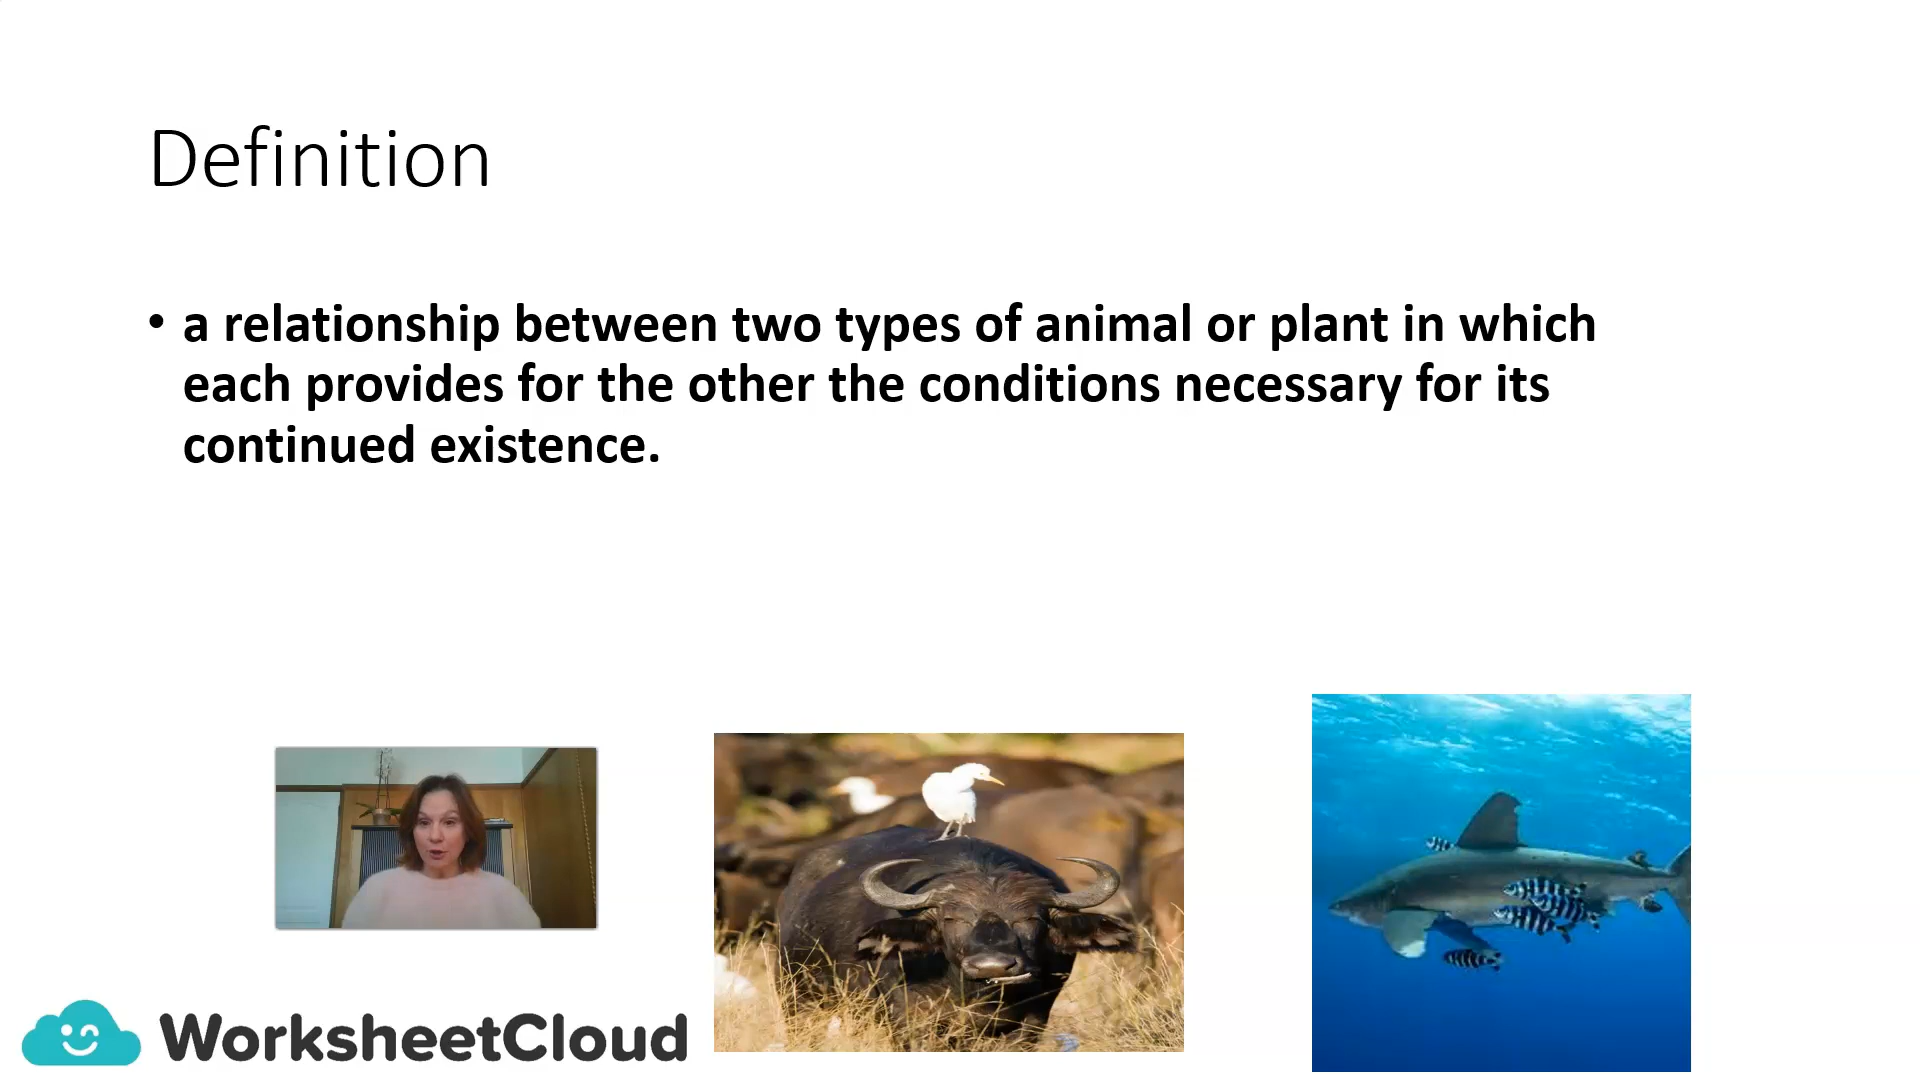 Definition
• a relationship between two types of animal or plant in which
each provides for the other the conditions necessary for its
continued existence.
WorksheetCloud